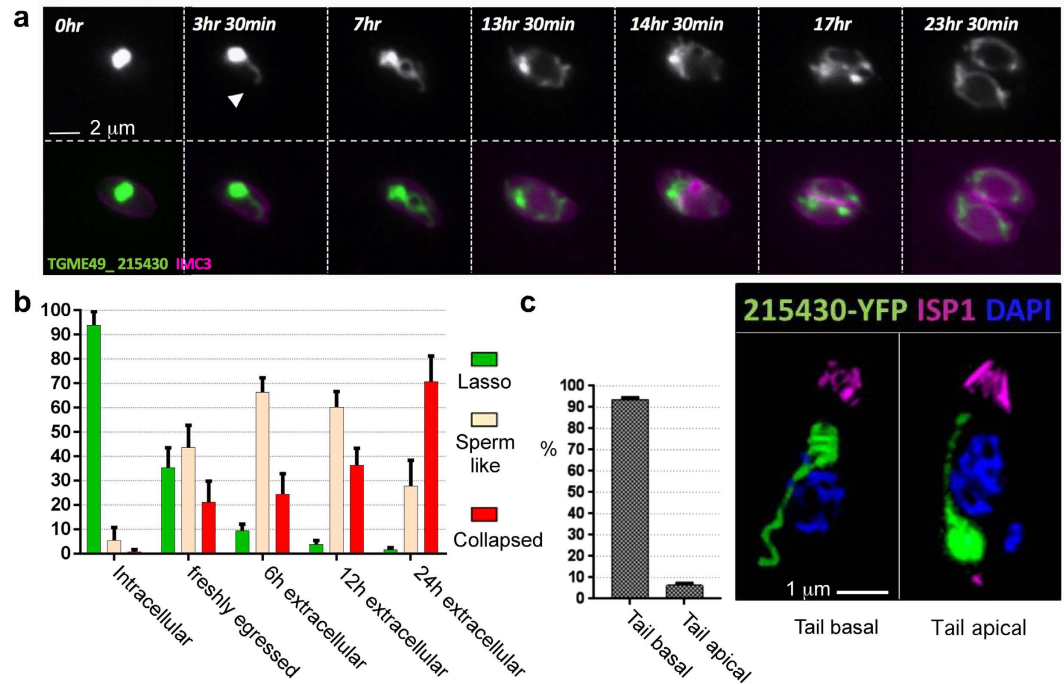 a
0hr
3hr 30min
7hr
13hr 30min
14hr 30min
17hr
23hr 30min
2 μm
TGME49_215430 IMC3
b
100
90
80
70
60
50
40
30
20
10
0
Intracellular
freshly egressed
6h extracellular
12h extracellular
24h extracellular
Lasso
Sperm
like
Collapsed
c
%
100
90
80
70
60
50
40
30
20
10
0
Tail basal
Tail apical
215430-YFP ISP1 DAPI
1 μm
Tail basal
Tail apical